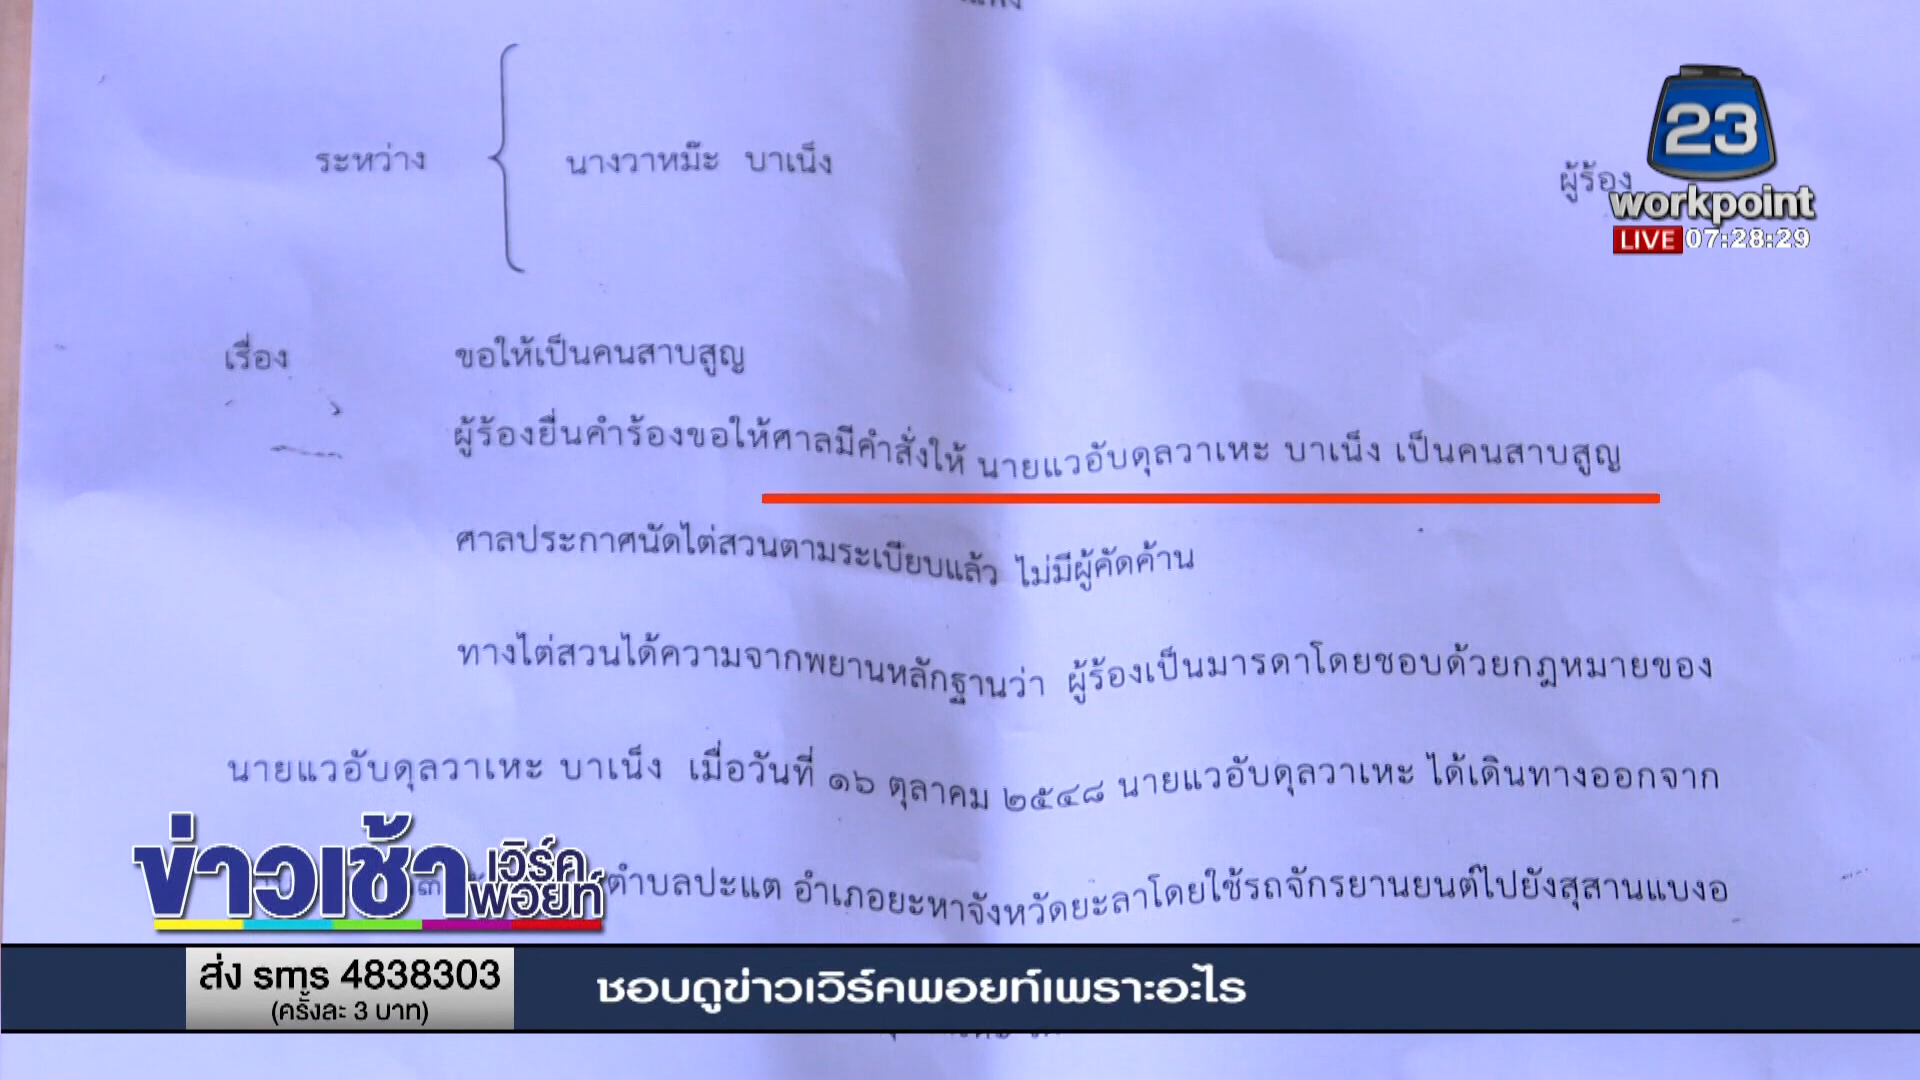 ระหว่าง นางวาหม๊ะ บาเน็ง ผู้ร้อง
23
workpoint
LIVE 07:28:29
เรื่อง ขอให้เป็นคนสาบสูญ
ผู้ร้องยื่นคำร้องขอให้ศาลมีคำสั่งให้ นายแวอับดุลวาเหะ บาเน็ง เป็นคนสาบสูญ
ศาลประกาศนัดไต่สวนตามระเบียบแล้ว ไม่มีผู้คัดค้าน
ทางไต่สวนได้ความจากพยานหลักฐานว่า ผู้ร้องเป็นมารดาโดยชอบด้วยกฎหมายของ
นายแวอับดุลวาเหะ บาเน็ง เมื่อวันที่ ๑๖ ตุลาคม ๒๕๔๘ นายแวอับดุลวาเหะ ได้เดินทางออกจาก
ตำบลปะแต อำเภอยะหาจังหวัดยะลาโดยใช้รถจักรยานยนต์ไปยังสุสานแบงอ
ข่าวเช้า เวิร์คพอยท์
ส่ง sms 4838303
(ครั้งละ 3 บาท)
ชอบดูข่าวเวิร์คพอยท์เพราะอะไร